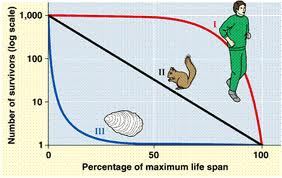 Number of survivors (log scale)
1,000
100
10
1
I
II
III
0
50
100
Percentage of maximum life span